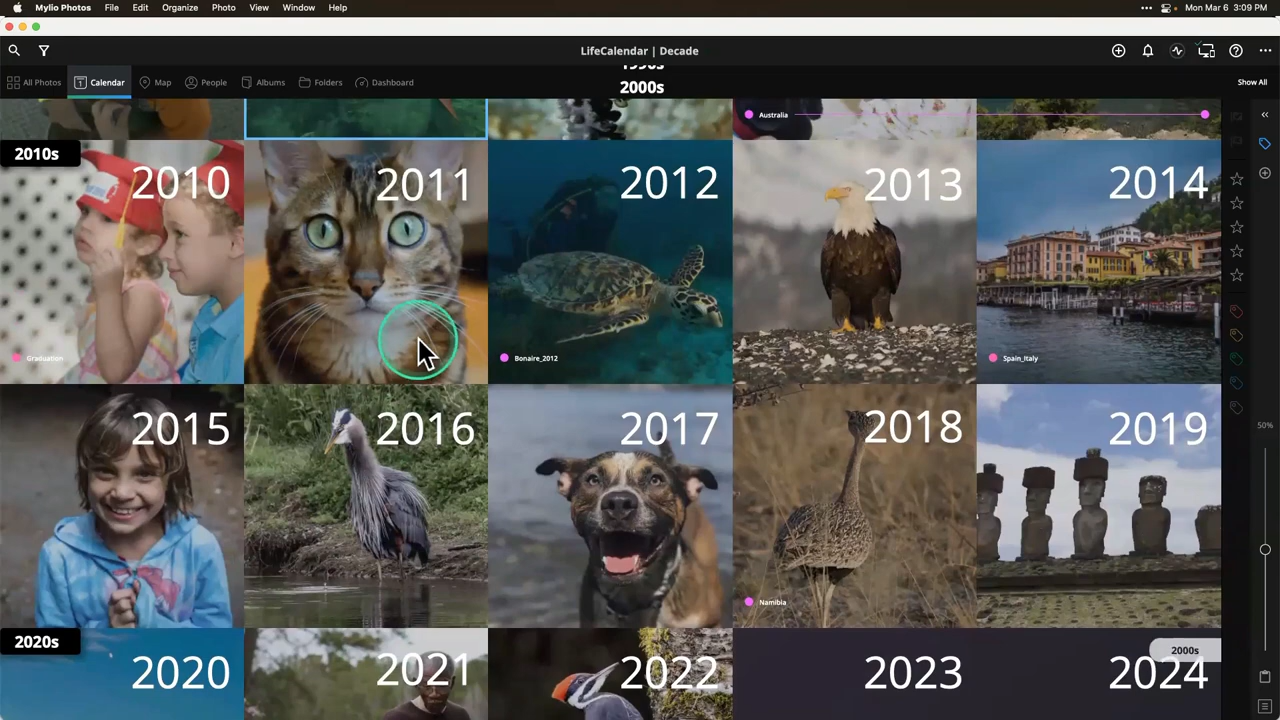 Mylio Photos File Edit Organize Photo View Window Help Mon Mar 6 3:09 PM
LifeCalendar | Decade
1990s
All Photos Calendar Map People Albums Folders Dashboard 2000s Show All
Australia
2010s
2010 2011 2012 2013 2014
Graduation Bonaire_2012 Spain_Italy
2015 2016 2017 2018 2019
50%
Namibia
2020s
2000s
2020 2021 2022 2023 2024